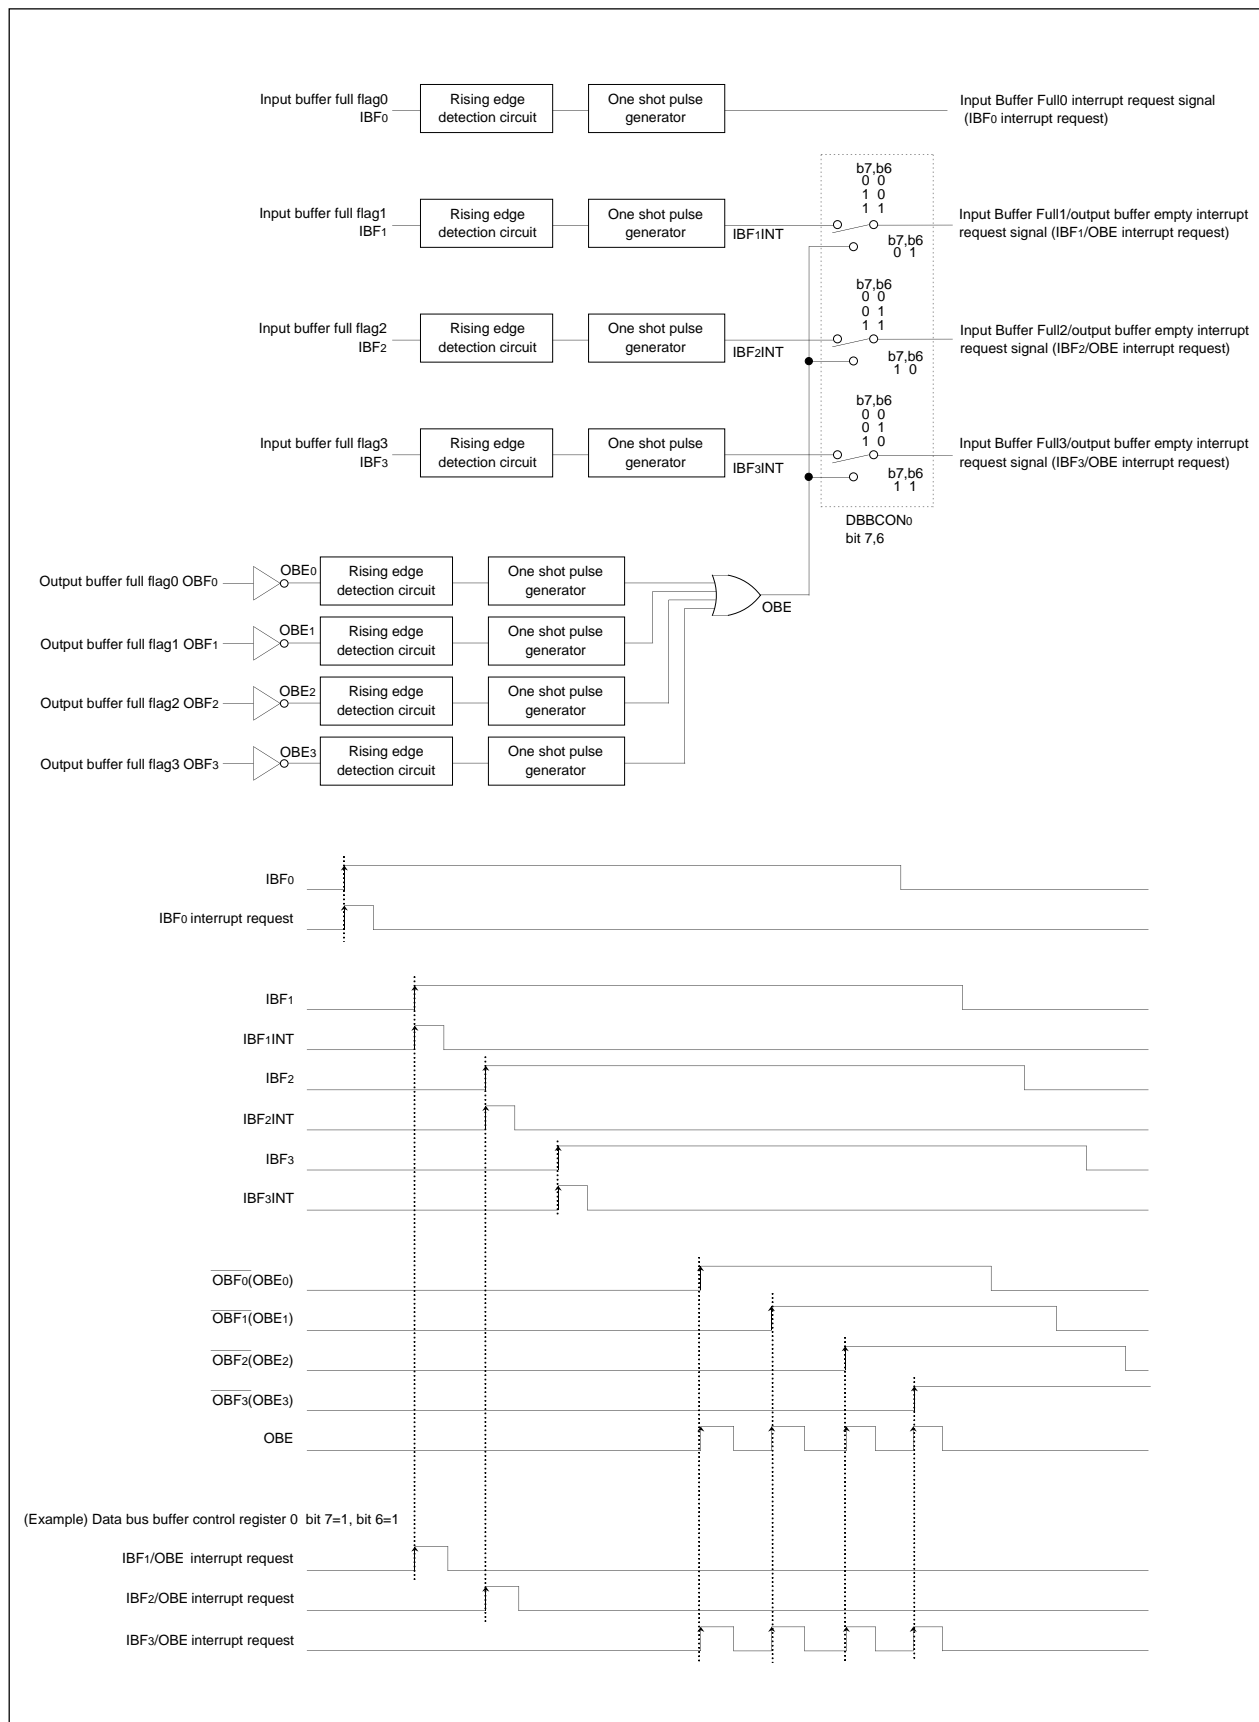 Input buffer full flag0
IBF0
Rising edge
detection circuit
One shot pulse
generator
Input Buffer Full0 interrupt request signal
(IBF0 interrupt request)
b7,b6
0 0
1 0
1 1
Input buffer full flag1
IBF1
Rising edge
detection circuit
One shot pulse
generator
IBF1INT
Input Buffer Full1/output buffer empty interrupt
request signal (IBF1/OBE interrupt request)
b7,b6
0 1
b7,b6
0 0
0 1
1 1
Input buffer full flag2
IBF2
Rising edge
detection circuit
One shot pulse
generator
IBF2INT
Input Buffer Full2/output buffer empty interrupt
request signal (IBF2/OBE interrupt request)
b7,b6
1 0
b7,b6
0 0
0 1
1 0
Input buffer full flag3
IBF3
Rising edge
detection circuit
One shot pulse
generator
IBF3INT
Input Buffer Full3/output buffer empty interrupt
request signal (IBF3/OBE interrupt request)
b7,b6
1 1
DBBCON0
bit 7,6
Output buffer full flag0 OBF0
OBE0
Rising edge
detection circuit
One shot pulse
generator
OBE
Output buffer full flag1 OBF1
OBE1
Rising edge
detection circuit
One shot pulse
generator
Output buffer full flag2 OBF2
OBE2
Rising edge
detection circuit
One shot pulse
generator
Output buffer full flag3 OBF3
OBE3
Rising edge
detection circuit
One shot pulse
generator
IBF0
IBF0 interrupt request
IBF1
IBF1INT
IBF2
IBF2INT
IBF3
IBF3INT
OBF0(OBE0)
OBF1(OBE1)
OBF2(OBE2)
OBF3(OBE3)
OBE
(Example) Data bus buffer control register 0 bit 7=1, bit 6=1
IBF1/OBE interrupt request
IBF2/OBE interrupt request
IBF3/OBE interrupt request